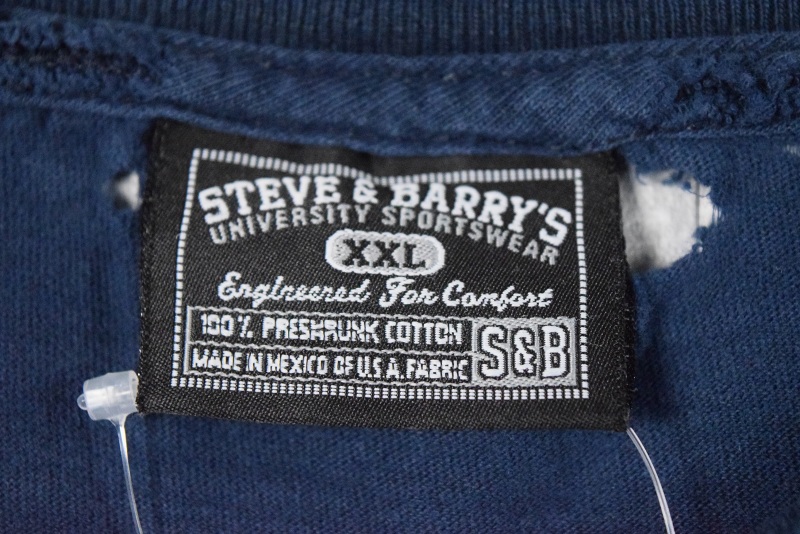 STEVE & BARRY'S
UNIVERSITY SPORTSWEAR
XXL
Engineered For Comfort
100% PRESHRUNK COTTON
MADE IN MEXICO OF U.S.A. FABRIC
S&B